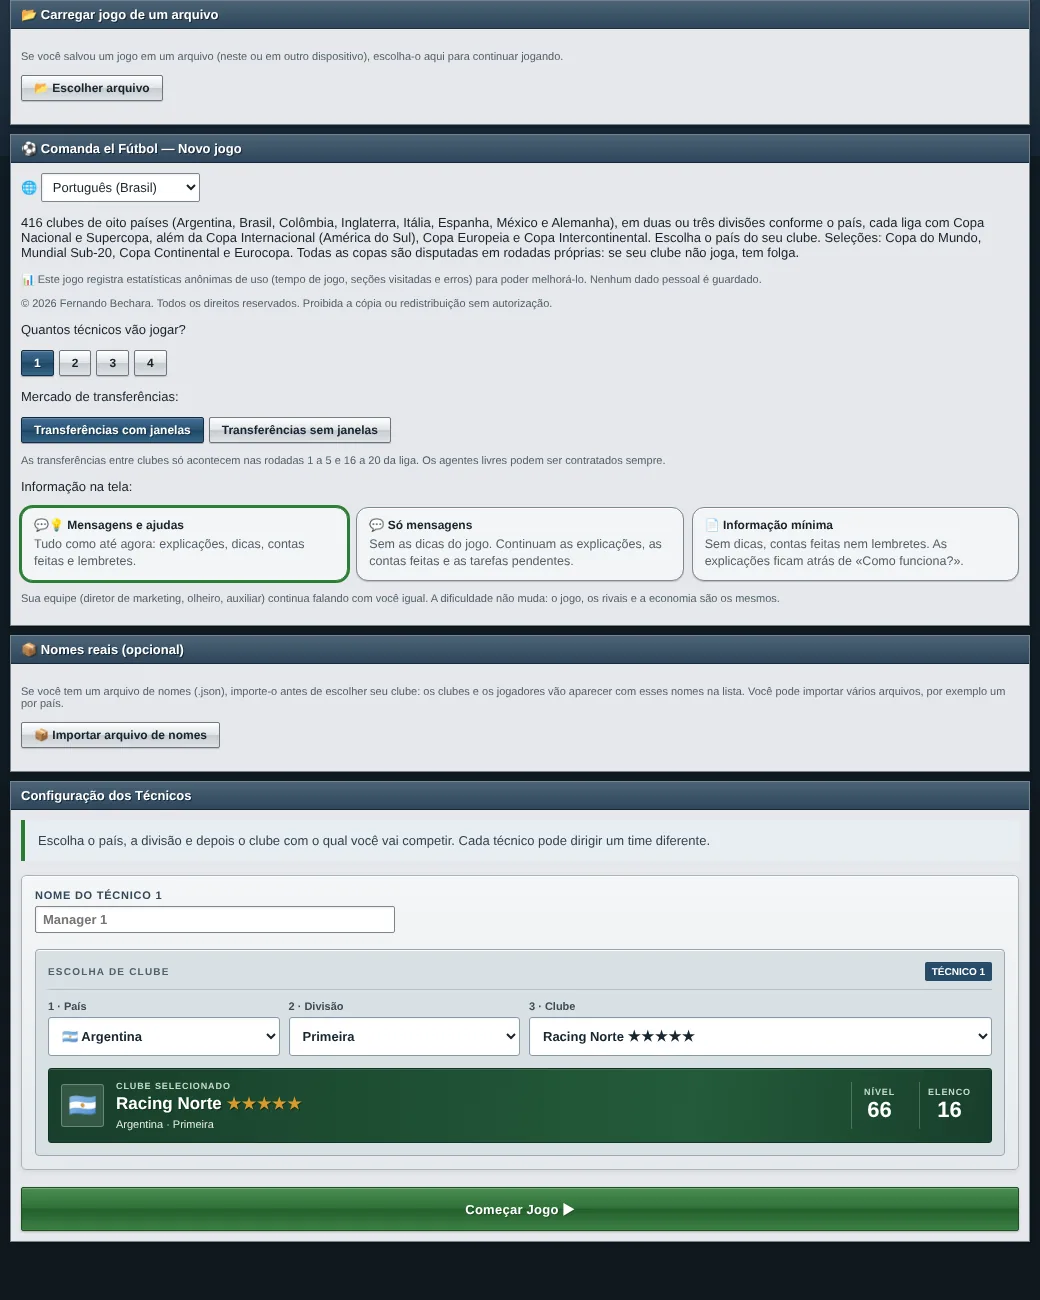 📂 Carregar jogo de um arquivo
Se você salvou um jogo em um arquivo (neste ou em outro dispositivo), escolha-o aqui para continuar jogando.
📂 Escolher arquivo
⚽ Comanda el Fútbol — Novo jogo
🌐 Português (Brasil)
416 clubes de oito países (Argentina, Brasil, Colômbia, Inglaterra, Itália, Espanha, México e Alemanha), em duas ou três divisões conforme o país, cada liga com Copa
Nacional e Supercopa, além da Copa Internacional (América do Sul), Copa Europeia e Copa Intercontinental. Escolha o país do seu clube. Seleções: Copa do Mundo,
Mundial Sub-20, Copa Continental e Eurocopa. Todas as copas são disputadas em rodadas próprias: se seu clube não joga, tem folga.
📊 Este jogo registra estatísticas anônimas de uso (tempo de jogo, seções visitadas e erros) para poder melhorá-lo. Nenhum dado pessoal é guardado.
© 2026 Fernando Bechara. Todos os direitos reservados. Proibida a cópia ou redistribuição sem autorização.
Quantos técnicos vão jogar?
1 2 3 4
Mercado de transferências:
Transferências com janelas Transferências sem janelas
As transferências entre clubes só acontecem nas rodadas 1 a 5 e 16 a 20 da liga. Os agentes livres podem ser contratados sempre.
Informação na tela:
💬💡 Mensagens e ajudas
Tudo como até agora: explicações, dicas, contas
feitas e lembretes.
💬 Só mensagens
Sem as dicas do jogo. Continuam as explicações, as
contas feitas e as tarefas pendentes.
📄 Informação mínima
Sem dicas, contas feitas nem lembretes. As
explicações ficam atrás de «Como funciona?».
Sua equipe (diretor de marketing, olheiro, auxiliar) continua falando com você igual. A dificuldade não muda: o jogo, os rivais e a economia são os mesmos.
📦 Nomes reais (opcional)
Se você tem um arquivo de nomes (.json), importe-o antes de escolher seu clube: os clubes e os jogadores vão aparecer com esses nomes na lista. Você pode importar vários arquivos, por exemplo um
por país.
📦 Importar arquivo de nomes
Configuração dos Técnicos
Escolha o país, a divisão e depois o clube com o qual você vai competir. Cada técnico pode dirigir um time diferente.
NOME DO TÉCNICO 1
Manager 1
ESCOLHA DE CLUBE
TÉCNICO 1
1 · País
2 · Divisão
3 · Clube
🇦🇷 Argentina
Primeira
Racing Norte ★★★★★
CLUBE SELECIONADO
Racing Norte ★★★★★
Argentina · Primeira
NÍVEL
66
ELENCO
16
Começar Jogo ▶